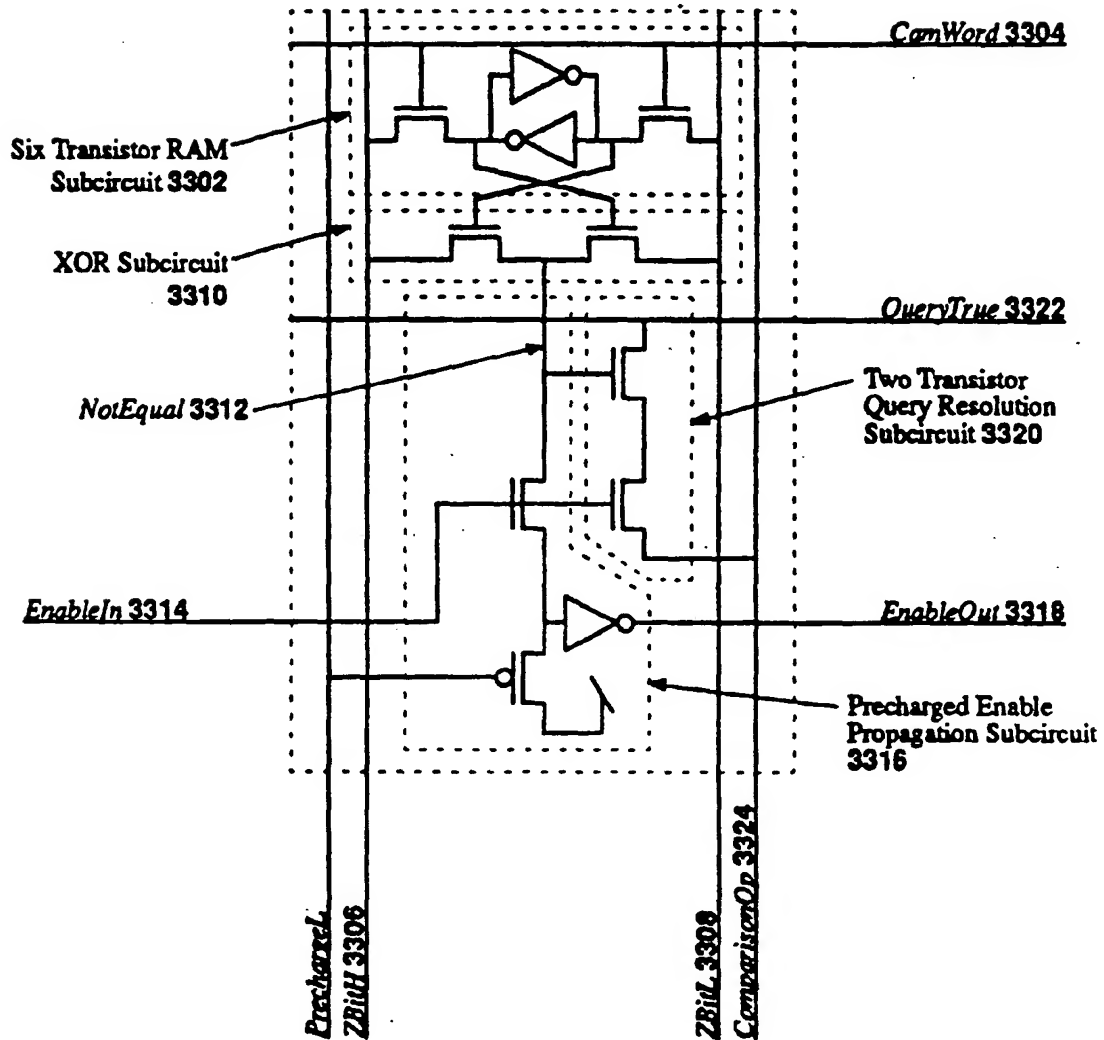 CamWord 3304
Six Transistor RAM
Subcircuit 3302
XOR Subcircuit
3310
QueryTrue 3322
NotEqual 3312
Two Transistor
Query Resolution
Subcircuit 3320
EnableIn 3314
EnableOut 3318
Precharged Enable
Propagation Subcircuit
3316
PrechargeL
ZBitH 3306
ZBitL 3308
ComparisonOp 3324